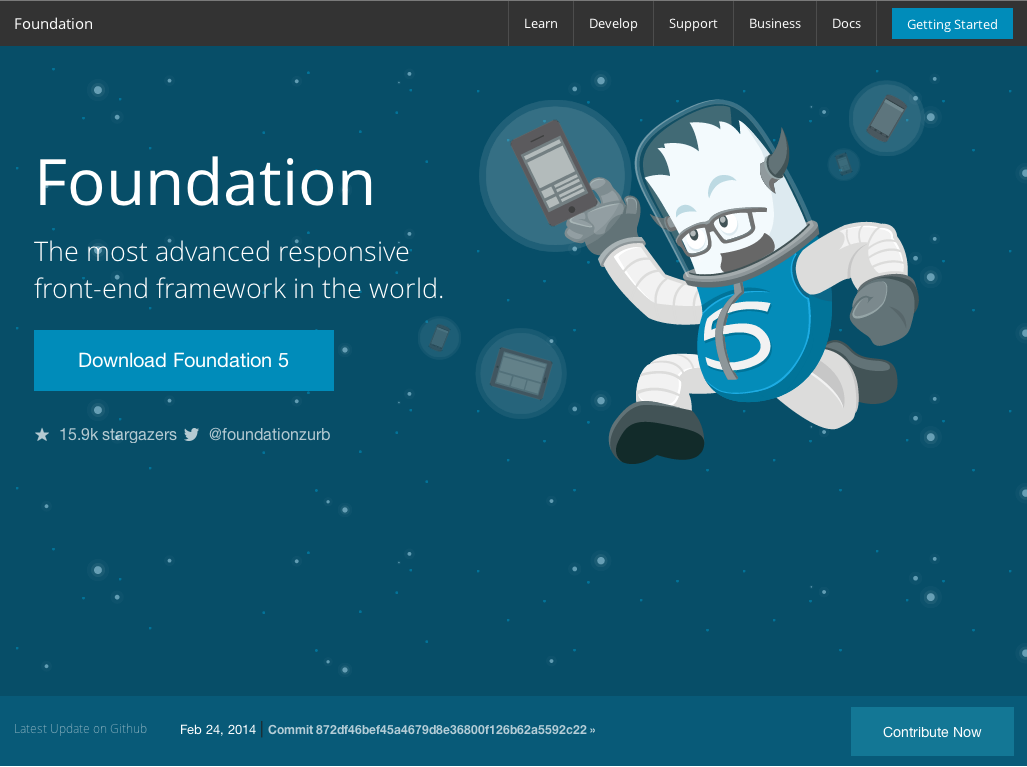 Foundation
Learn
Develop
Support
Business
Docs
Getting Started
Foundation
The most advanced responsive
front-end framework in the world.
Download Foundation 5
15.9k stargazers @foundationzurb
5
Latest Update on Github
Feb 24, 2014 | Commit 872df46bef45a4679d8e36800f126b62a5592c22 »
Contribute Now